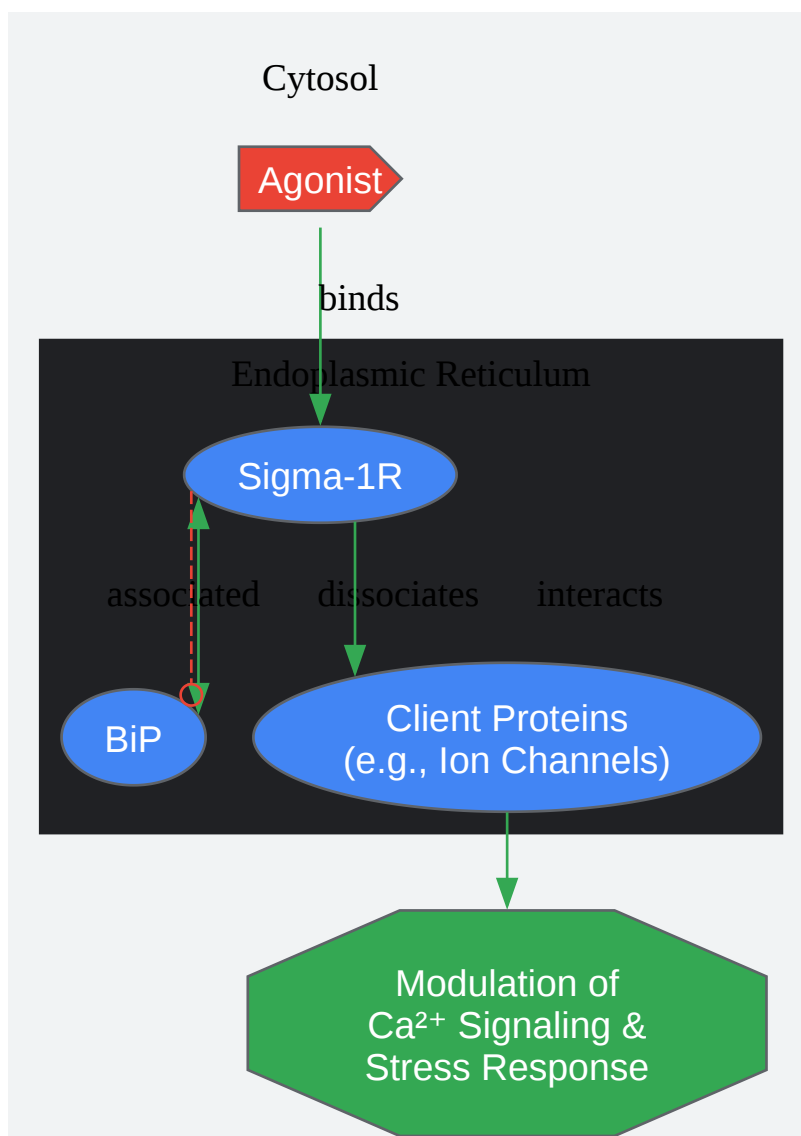 Cytosol
Agonist
binds
Endoplasmic Reticulum
Sigma-1R
associated
dissociates
interacts
BiP
Client Proteins
(e.g., Ion Channels)
Modulation of
Ca²⁺ Signaling &
Stress Response